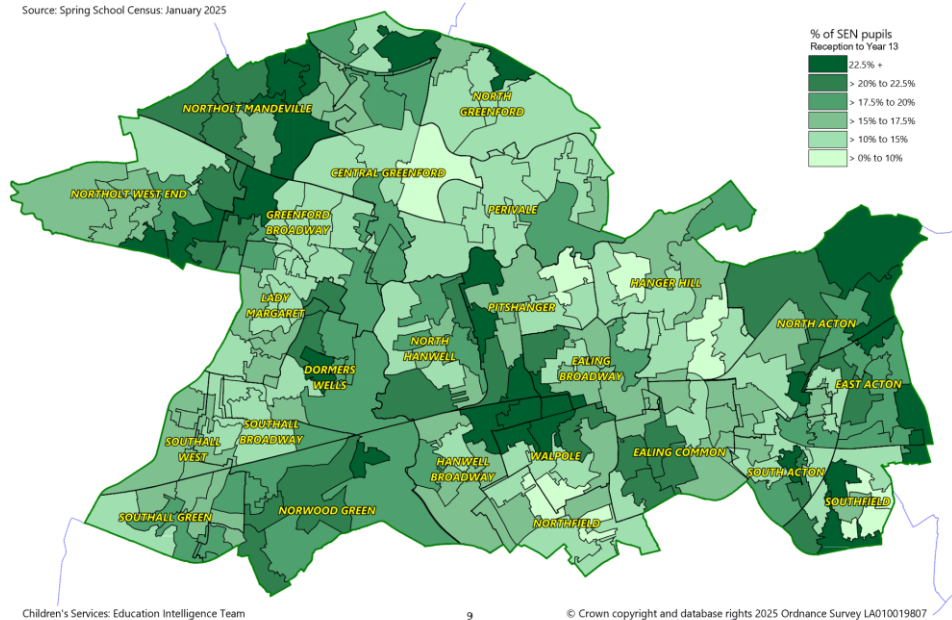 Source: Spring School Census: January 2025
% of SEN pupils
Reception to Year 13
22.5% +
> 20% to 22.5%
> 17.5% to 20%
> 15% to 17.5%
> 10% to 15%
> 0% to 10%
NORTHOLT MANDEVILLE
NORTH
GREENFORD
CENTRAL GREENFORD
NORTHOLT WEST END
GREENFORD
BROADWAY
PERIVALE
LADY
MARGARET
HANGER HILL
PITSHANGER
NORTH ACTON
NORTH
HANWELL
DORMERS
WELLS
EALING
BROADWAY
EAST ACTON
SOUTHALL
BROADWAY
SOUTHALL
WEST
HANWELL
BROADWAY
WALPOLE
EALING COMMON
SOUTH ACTON
SOUTHFIELD
SOUTHALL GREEN
NORWOOD GREEN
NORTHFIELD
Children's Services: Education Intelligence Team
9
© Crown copyright and database rights 2025 Ordnance Survey LA010019807